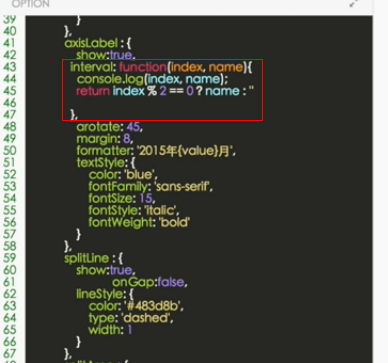 OPTION
39 }
40 },
41 axisLabel : {
42 show:true,
43 interval: function(index, name){
44 console.log(index, name);
45 return index % 2 == 0 ? name : ''
46
47 },
48 arotate: 45,
49 margin: 8,
50 formatter: '2015年{value}月',
51 textStyle: {
52 color: 'blue',
53 fontFamily: 'sans-serif',
54 fontSize: 15,
55 fontStyle: 'italic',
56 fontWeight: 'bold'
57 }
58 },
59 splitLine : {
60 show:true,
61 onGap:false,
62 lineStyle: {
63 color: '#483d8b',
64 type: 'dashed',
65 width: 1
66 }
67 },